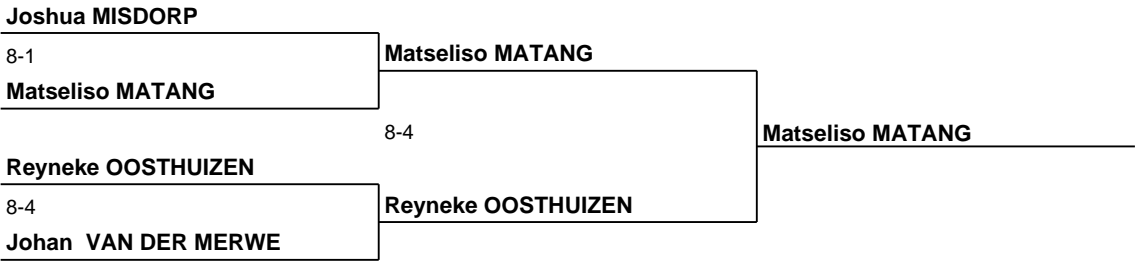 Joshua MISDORP
8-1
Matseliso MATANG
Matseliso MATANG
8-4
Matseliso MATANG
Reyneke OOSTHUIZEN
8-4
Reyneke OOSTHUIZEN
Johan  VAN DER MERWE